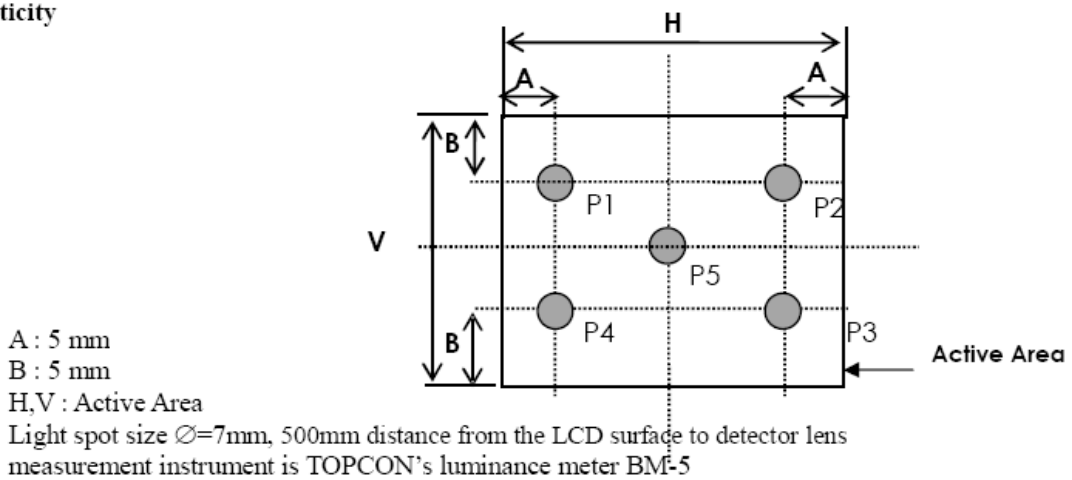 ticity
H
A
A
B
P1
P2
V
P5
B
P4
P3
Active Area
A : 5 mm
B : 5 mm
H,V : Active Area
Light spot size ∅=7mm, 500mm distance from the LCD surface to detector lens
measurement instrument is TOPCON's luminance meter BM-5